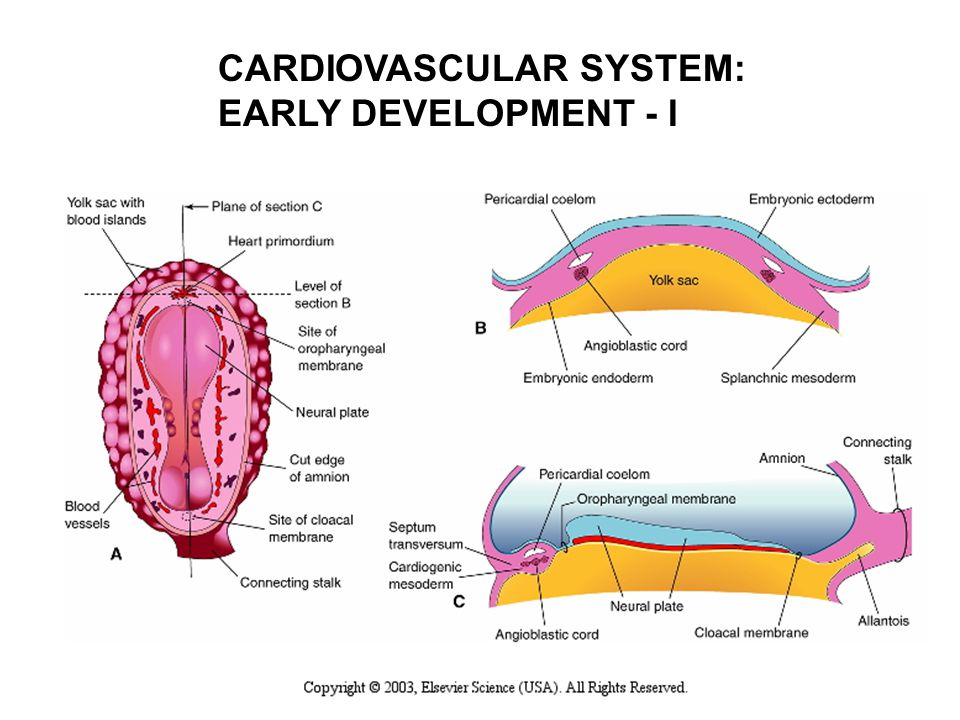 CARDIOVASCULAR SYSTEM:
EARLY DEVELOPMENT - I
Yolk sac with
blood islands
Plane of section C
Heart primordium
Level of
section B
Site of
oropharyngeal
membrane
Neural plate
Cut edge
of amnion
Blood
vessels
Site of cloacal
membrane
A
Connecting stalk
Pericardial coelom
Embryonic ectoderm
Yolk sac
B
Angioblastic cord
Embryonic endoderm
Splanchnic mesoderm
Connecting
stalk
Amnion
Pericardial coelom
Oropharyngeal membrane
Septum
transversum
Cardiogenic
mesoderm
C
Neural plate
Angioblastic cord
Cloacal membrane
Allantois
Copyright © 2003, Elsevier Science (USA). All Rights Reserved.